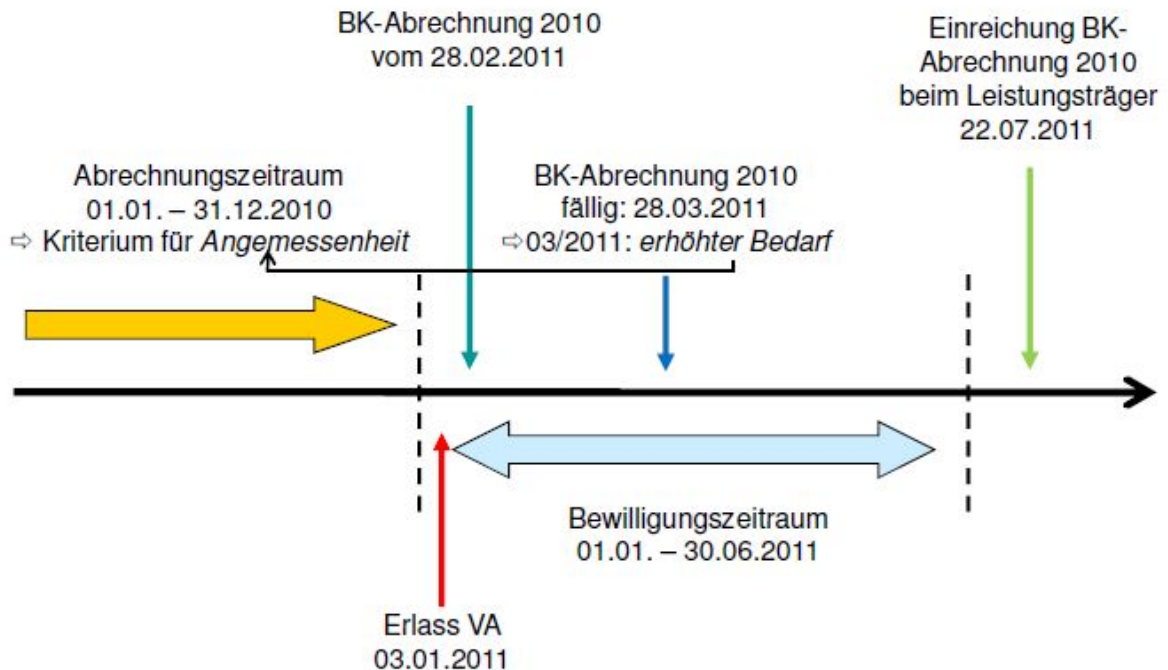 BK-Abrechnung 2010
vom 28.02.2011
Einreichung BK-
Abrechnung 2010
beim Leistungsträger
22.07.2011
Abrechnungszeitraum
01.01. – 31.12.2010
⇨ Kriterium für Angemessenheit
BK-Abrechnung 2010
fällig: 28.03.2011
⇨03/2011: erhöhter Bedarf
Bewilligungszeitraum
01.01. – 30.06.2011
Erlass VA
03.01.2011